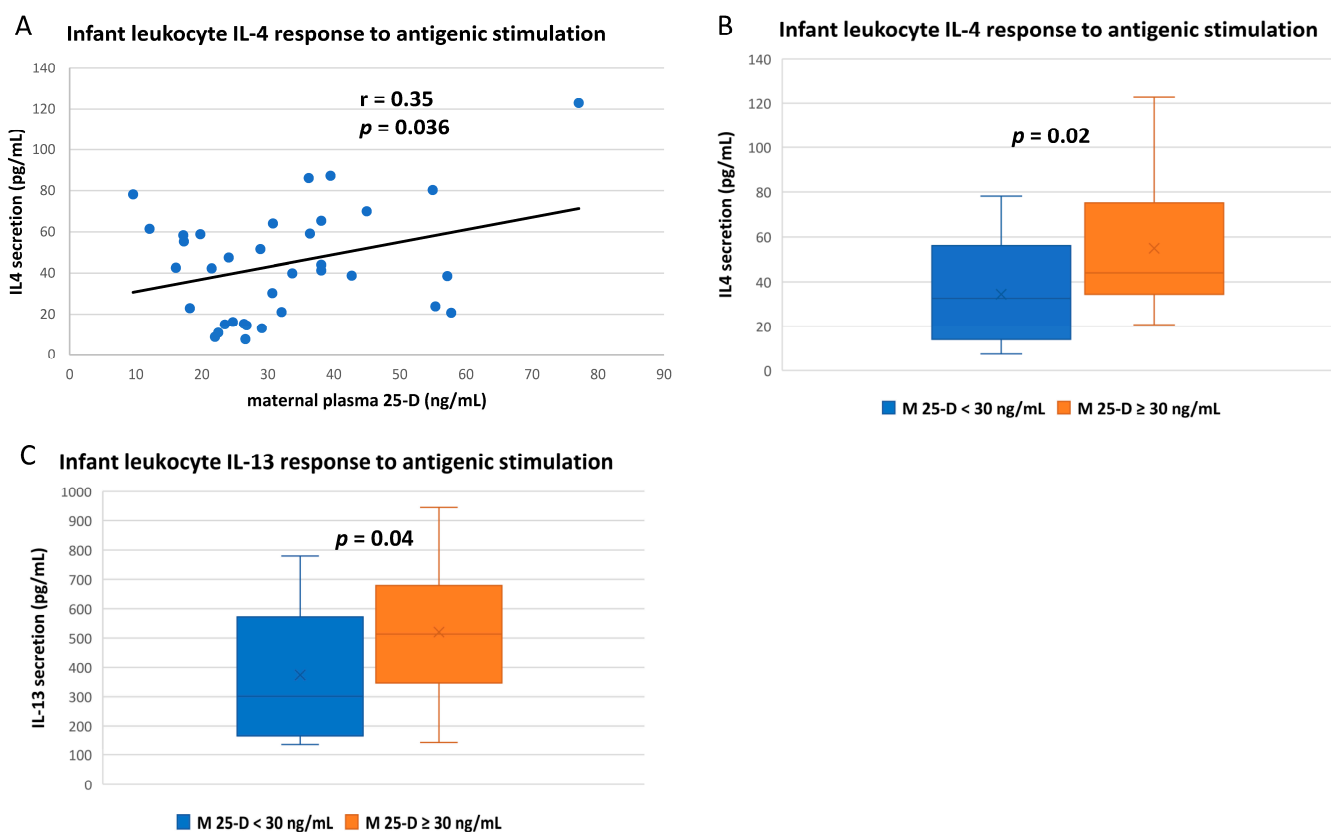 A
Infant leukocyte IL-4 response to antigenic stimulation
140
120
100
80
60
40
20
0
IL4 secretion (pg/mL)
r = 0.35
p = 0.036
0 10 20 30 40 50 60 70 80 90
maternal plasma 25-D (ng/mL)
B
Infant leukocyte IL-4 response to antigenic stimulation
140
120
100
80
60
40
20
0
IL4 secretion (pg/mL)
p = 0.02
M 25-D < 30 ng/mL M 25-D ≥ 30 ng/mL
C
Infant leukocyte IL-13 response to antigenic stimulation
1000
900
800
700
600
500
400
300
200
100
0
IL-13 secretion (pg/mL)
p = 0.04
M 25-D < 30 ng/mL M 25-D ≥ 30 ng/mL